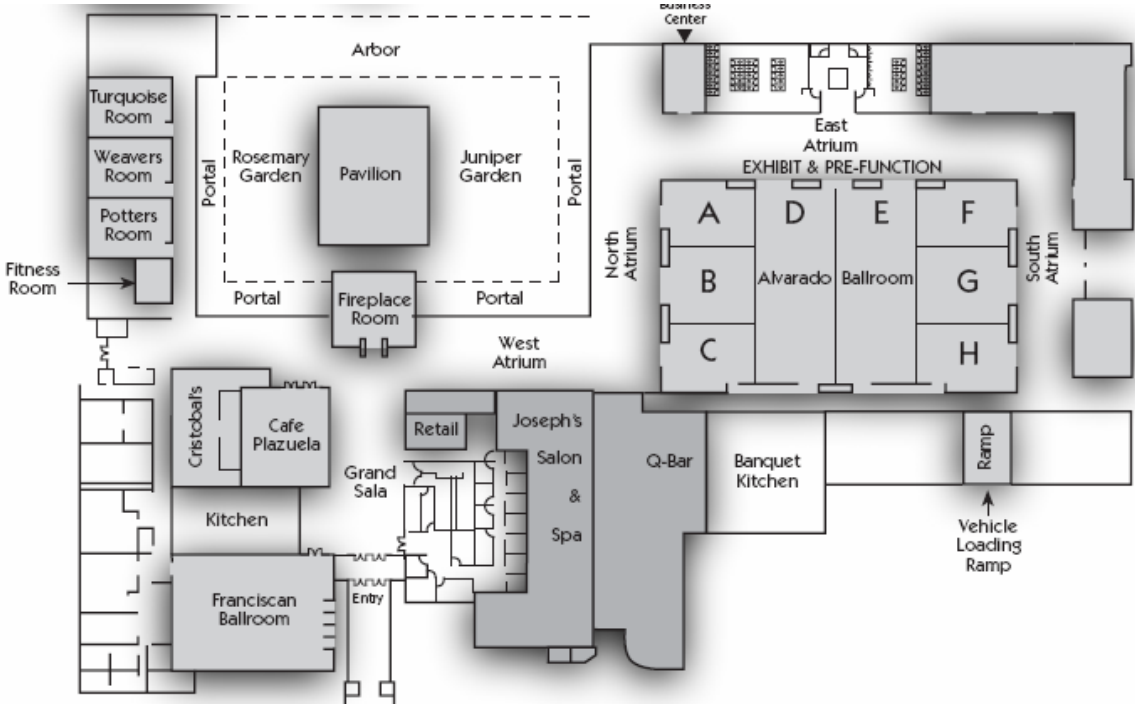 Business
Center
Arbor
Turquoise
Room
Weavers
Room
Potters
Room
Fitness
Room
Portal
Rosemary
Garden
Pavilion
Juniper
Garden
Portal
Portal
Fireplace
Room
Portal
East
Atrium
EXHIBIT & PRE-FUNCTION
North
Atrium
A
B
C
D
E
Alvarado
Ballroom
F
G
H
South
Atrium
West
Atrium
Cristobal's
Cafe
Plazuela
Retail
Joseph's
Salon
&
Spa
Q-Bar
Banquet
Kitchen
Ramp
Vehicle
Loading
Ramp
Grand
Sala
Kitchen
Franciscan
Ballroom
Entry